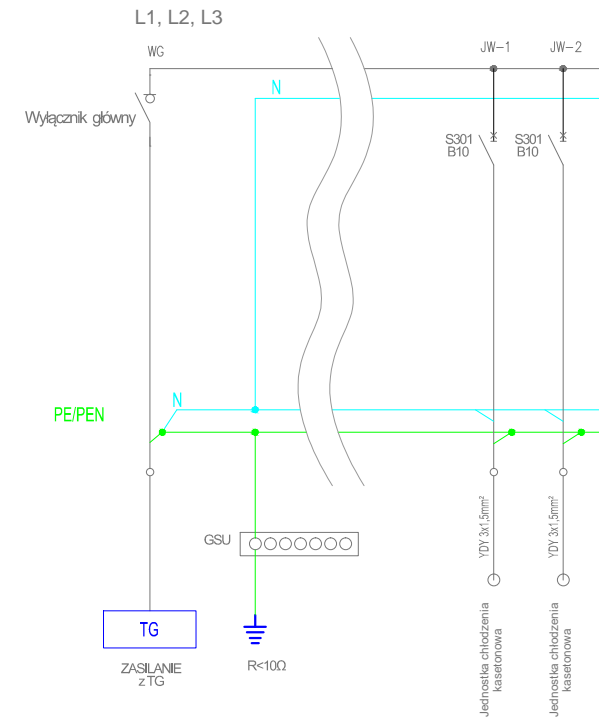 L1, L2, L3
WG
JW-1
JW-2
N
Wyłącznik główny
S301
B10
S301
B10
N
PE/PEN
YDY 3x1,5mm²
YDY 3x1,5mm²
GSU
TG
ZASILANIE
z TG
R<10Ω
Jednostka chłodzenia
kasetonowa
Jednostka chłodzenia
kasetonowa